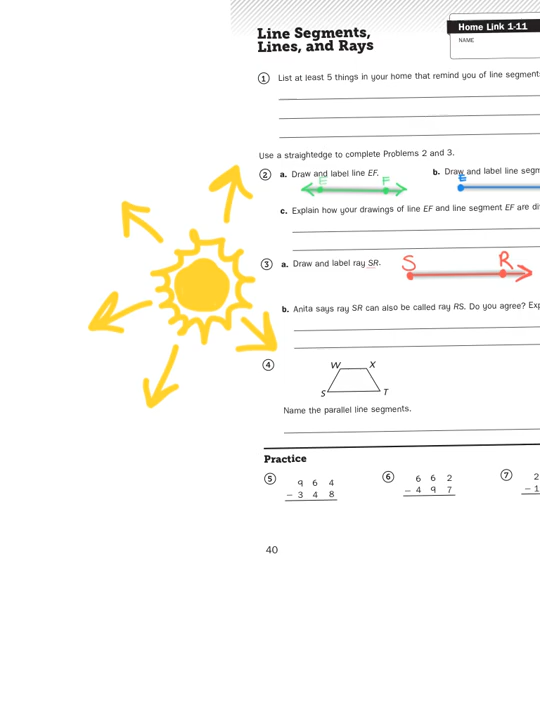 Line Segments,
Lines, and Rays
Home Link 1-11
NAME
1 List at least 5 things in your home that remind you of line segment
Use a straightedge to complete Problems 2 and 3.
2 a. Draw and label line EF. b. Draw and label line segm
E F E
c. Explain how your drawings of line EF and line segment EF are di
3 a. Draw and label ray SR. S R
b. Anita says ray SR can also be called ray RS. Do you agree? Exp
4
W X
S T
Name the parallel line segments.
Practice
5 6 7
9 6 4 6 6 2 2
− 3 4 8 − 4 9 7 − 1
40